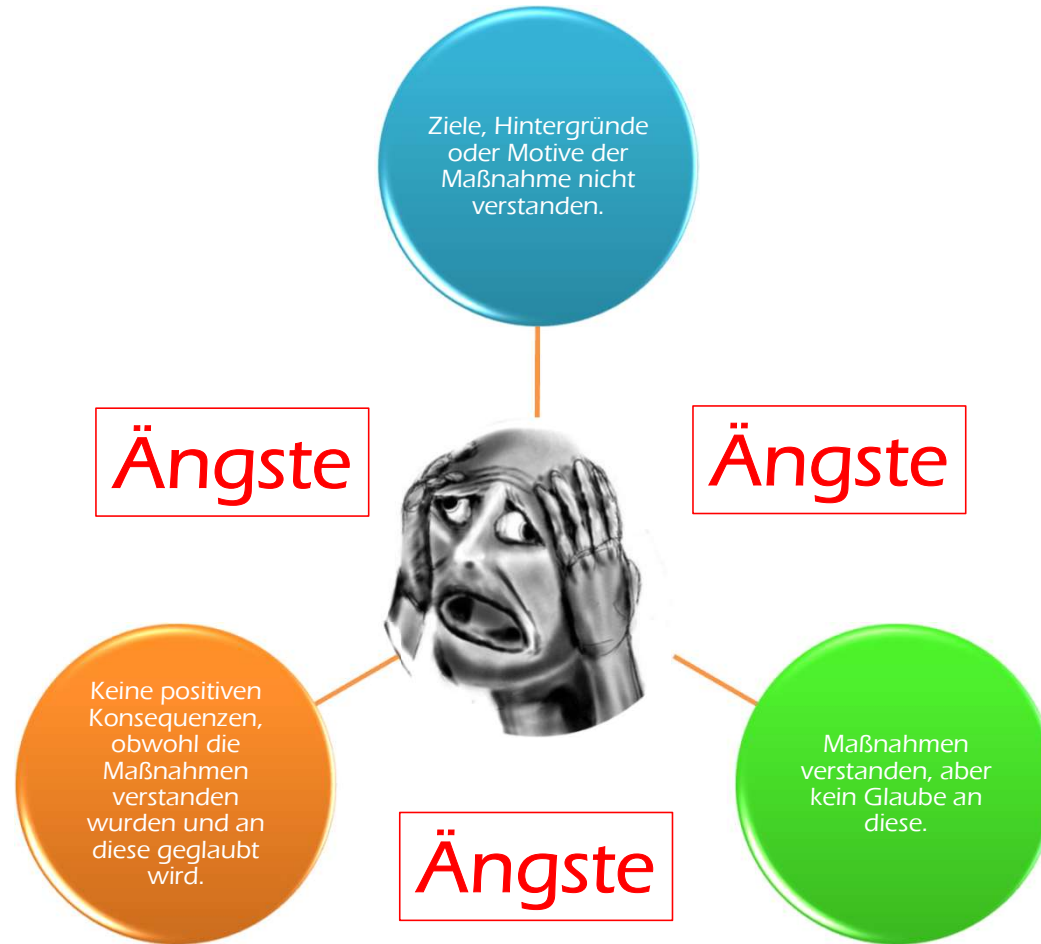 Ziele, Hintergründe
oder Motive der
Maßnahme nicht
verstanden.
Ängste
Ängste
Keine positiven
Konsequenzen,
obwohl die
Maßnahmen
verstanden
wurden und an
diese geglaubt
wird.
Maßnahmen
verstanden, aber
kein Glaube an
diese.
Ängste